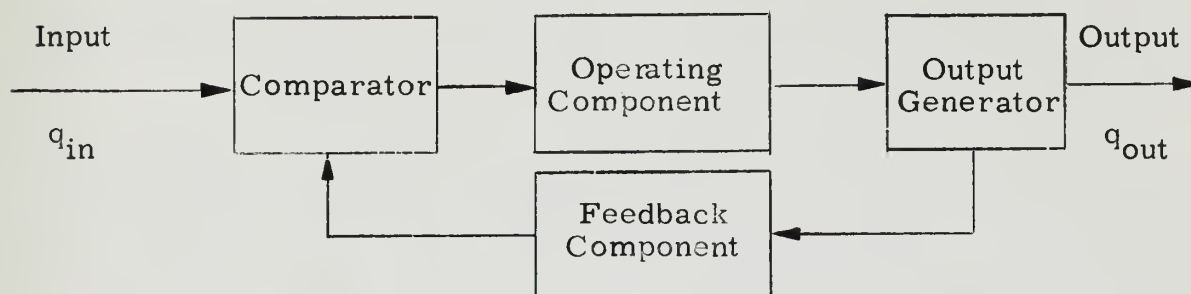 Input
q_in
Comparator
Operating
Component
Output
Generator
Output
q_out
Feedback
Component